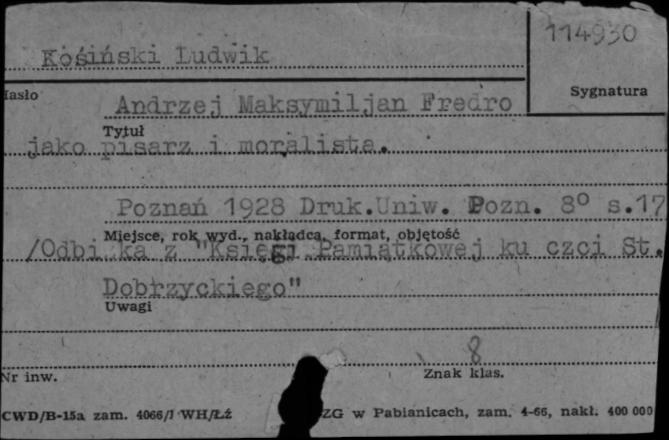 114930
Kosiński Ludwik
Hasło
Sygnatura
Andrzej Maksymiljan Fredro
Tytuł
jako pisarz i moralista.
Poznań 1928 Druk.Uniw. Pozn. 8° s.17
Miejsce, rok wyd., nakładca, format, objętość
/Odbitka z "Księgi Pamiątkowej ku czci St.
Dobrzyckiego"
Uwagi
8
Nr inw.
Znak klas.
CWD/B-15a zam. 4066/J WH/Łź
ZG w Pabianicach, zam. 4-66, nakł. 400 000